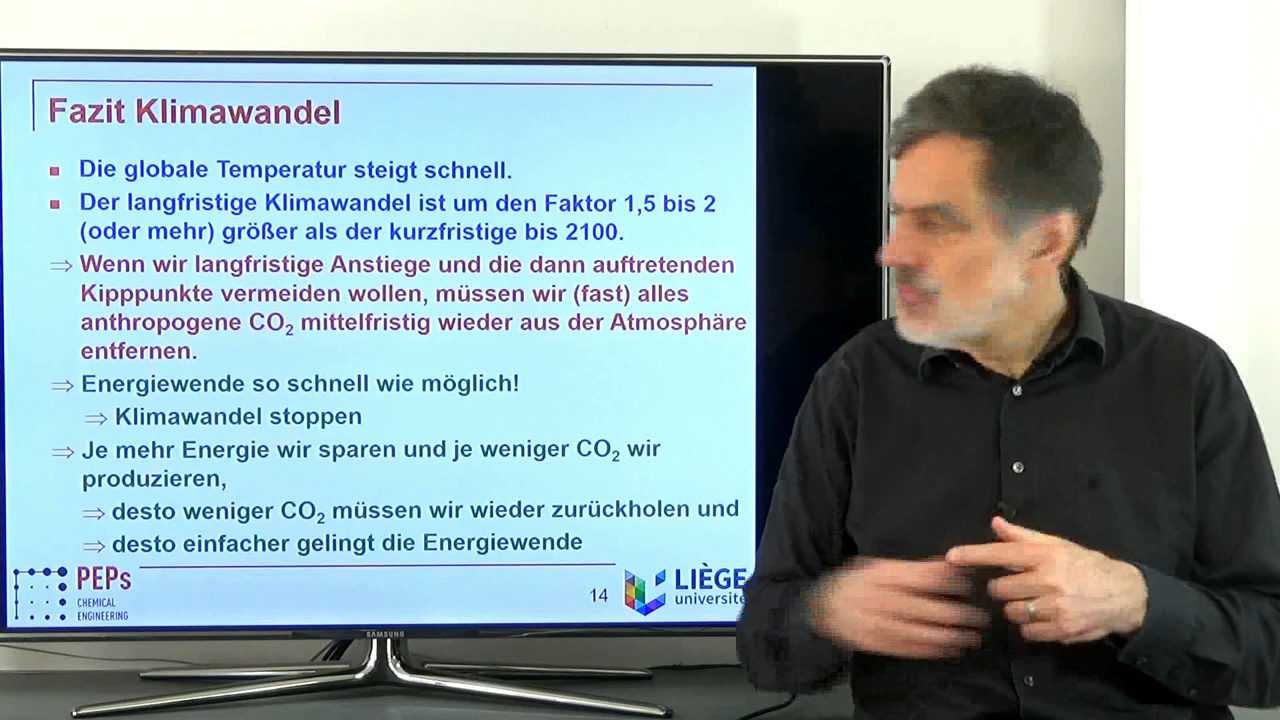 Fazit Klimawandel
Die globale Temperatur steigt schnell.
Der langfristige Klimawandel ist um den Faktor 1,5 bis 2
(oder mehr) größer als der kurzfristige bis 2100.
⇒ Wenn wir langfristige Anstiege und die dann auftretenden
Kipppunkte vermeiden wollen, müssen wir (fast) alles
anthropogene CO₂ mittelfristig wieder aus der Atmosphäre
entfernen.
⇒ Energiewende so schnell wie möglich!
⇒ Klimawandel stoppen
⇒ Je mehr Energie wir sparen und je weniger CO₂ wir
produzieren,
⇒ desto weniger CO₂ müssen wir wieder zurückholen und
⇒ desto einfacher gelingt die Energiewende
PEPs
CHEMICAL
ENGINEERING
14
LIÈGE
université
SAMSUNG